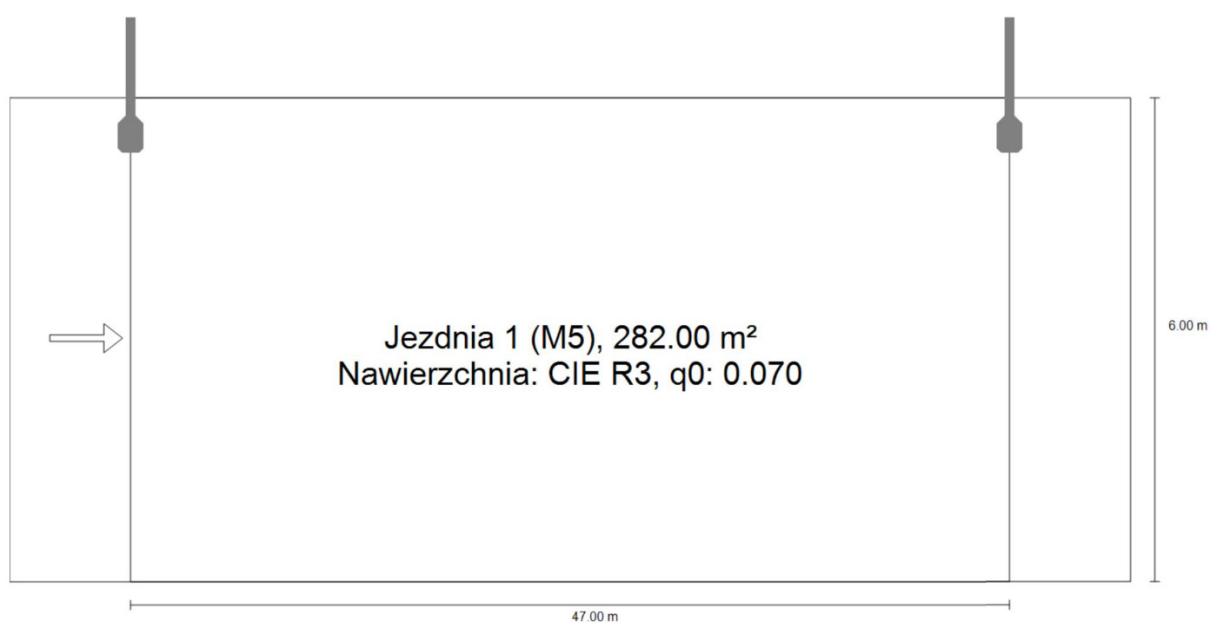 Jezdnia 1 (M5), 282.00 m²
Nawierzchnia: CIE R3, q0: 0.070
6.00 m
47.00 m